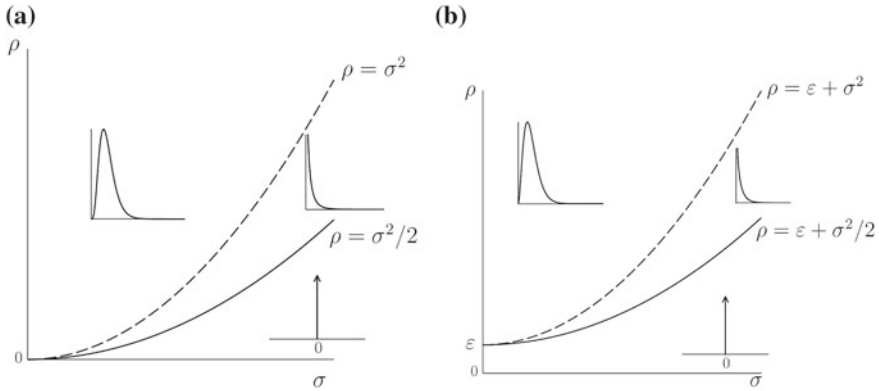 (a)
ρ
ρ = σ²
ρ = σ²/2
0
0
σ
(b)
ρ
ρ = ε + σ²
ρ = ε + σ²/2
ε
0
0
σ